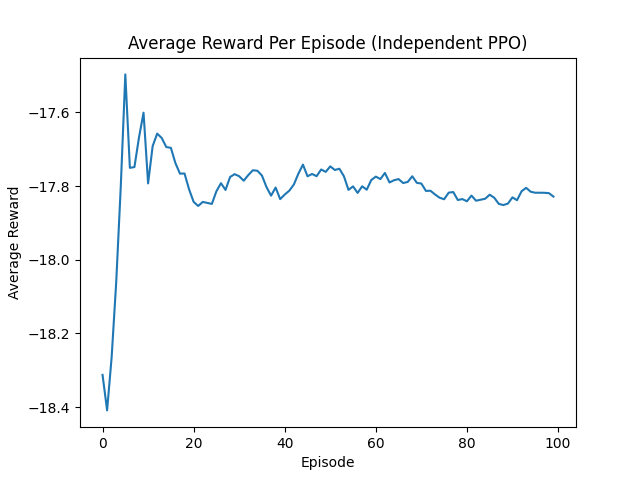 Average Reward Per Episode (Independent PPO)
Average Reward
−17.6
−17.8
−18.0
−18.2
−18.4
0 20 40 60 80 100
Episode